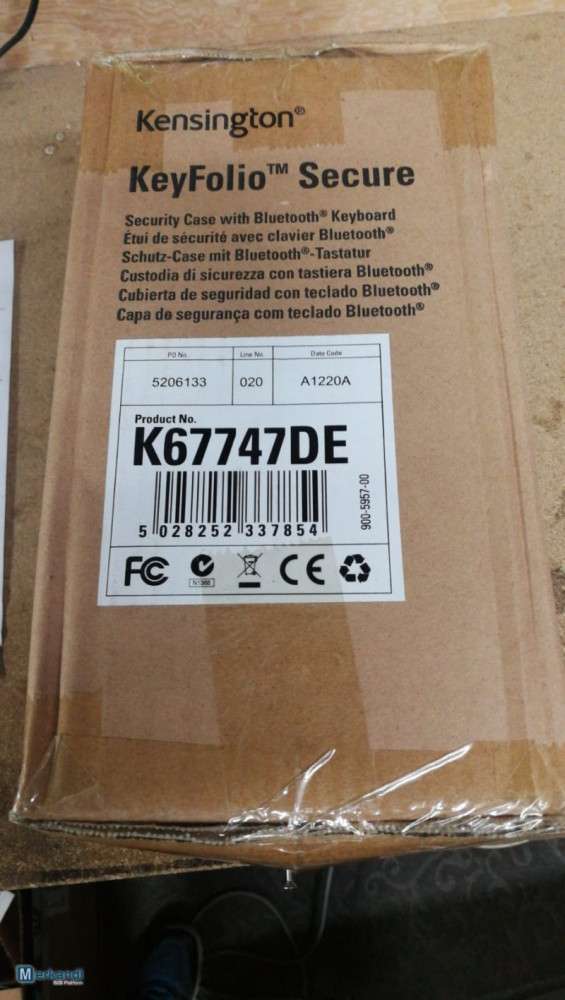 Kensington®
KeyFolio™ Secure
Security Case with Bluetooth® Keyboard
Étui de sécurité avec clavier Bluetooth®
Schutz-Case mit Bluetooth®-Tastatur
Custodia di sicurezza con tastiera Bluetooth®
Cubierta de seguridad con teclado Bluetooth®
Capa de segurança com teclado Bluetooth®
PO No. Line No. Date Code
5206133 020 A1220A
Product No.
K67747DE
5 028252 337854
900-5957-00
FC CE
N1368
Merkandi
B2B Platform